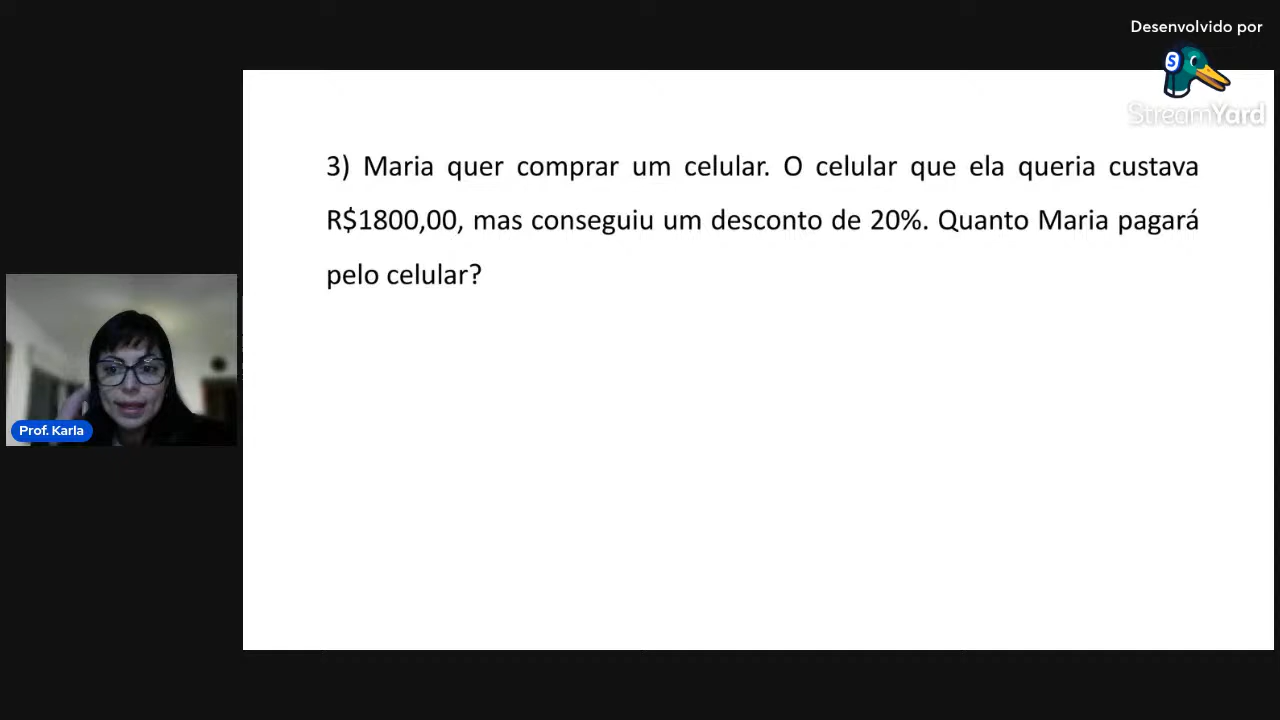 Desenvolvido por
S
StreamYard
3) Maria quer comprar um celular. O celular que ela queria custava
R$1800,00, mas conseguiu um desconto de 20%. Quanto Maria pagará
pelo celular?
Prof. Karla